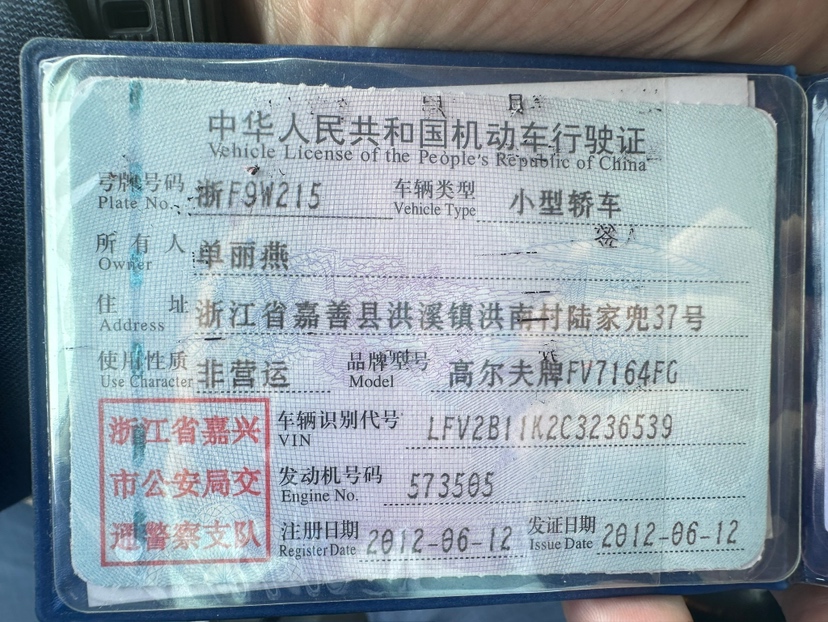 中华人民共和国机动车行驶证
Vehicle License of the People's Republic of China
号牌号码 浙F9W215 车辆类型 小型轿车
Plate No. Vehicle Type
所有人 单丽燕
Owner
住址 浙江省嘉善县洪溪镇洪南村陆家兜37号
Address
使用性质 非营运 品牌型号 高尔夫牌FV7164FG
Use Character Model
浙江省嘉兴
市公安局交
通警察支队
车辆识别代号 LFV2B11K2C3236539
VIN
发动机号码 573505
Engine No.
注册日期 2012-06-12 发证日期 2012-06-12
Register Date Issue Date